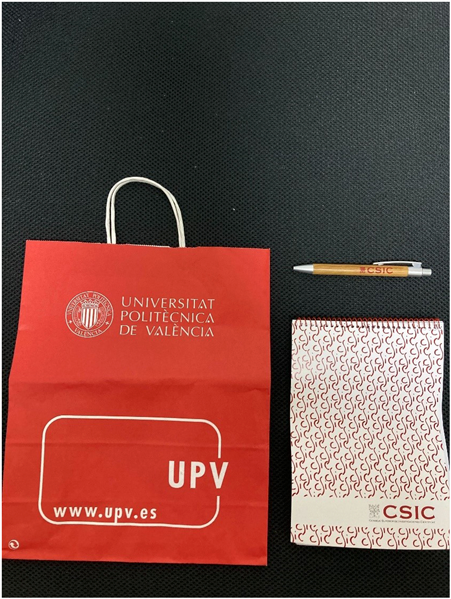 UNIVERSITAT
POLITÈCNICA
DE VALÈNCIA
UPV
www.upv.es
CSIC
CSIC